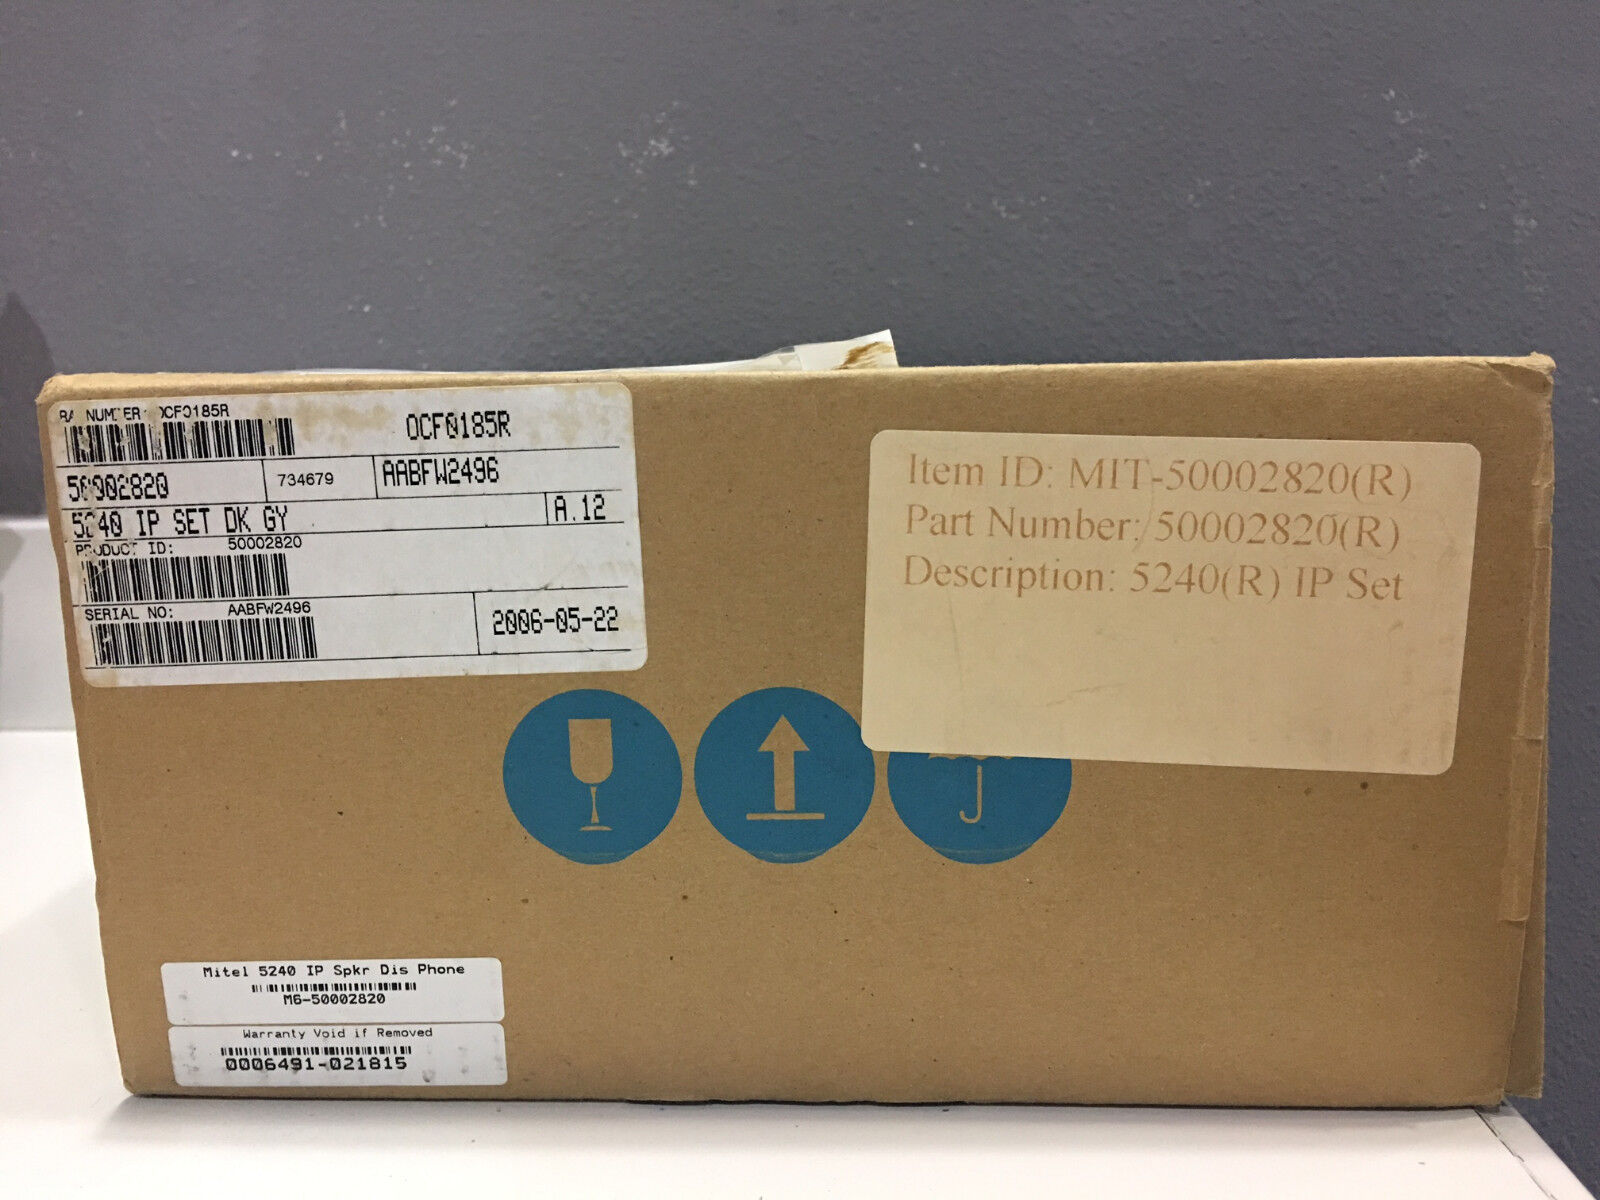 NUMBER: OCF0185R
OCF0185R
50002820
734679
AABFW2496
5240 IP SET DK GY
A.12
PRODUCT ID: 50002820
SERIAL NO: AABFW2496
2006-05-22
Item ID: MIT-50002820(R)
Part Number: 50002820(R)
Description: 5240(R) IP Set
Mitel 5240 IP Spkr Dis Phone
M6-50002820
Warranty Void if Removed
0006491-021815